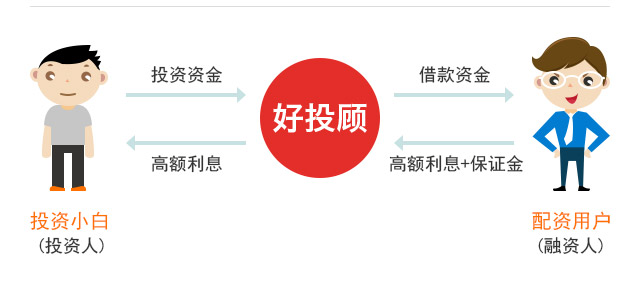 投资资金
借款资金
好投顾
高额利息
高额利息+保证金
投资小白
（投资人）
配资用户
（融资人）